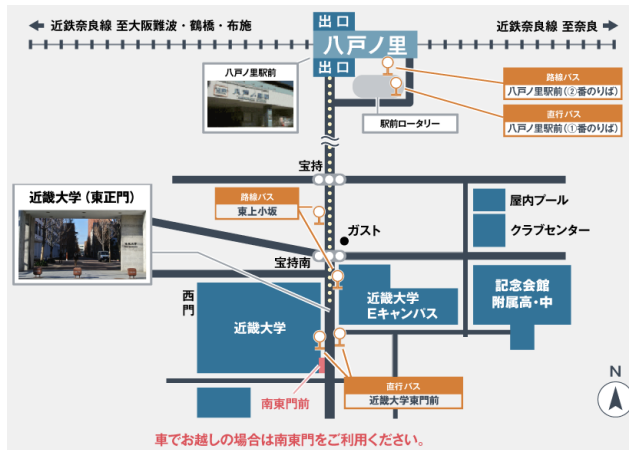 近鉄奈良線 至大阪難波・鶴橋・布施
出口
近鉄奈良線 至奈良
八戸ノ里
出口
八戸ノ里駅前
路線バス
八戸ノ里駅前(②番のりば)
直行バス
八戸ノ里駅前(①番のりば)
駅前ロータリー
宝持
近畿大学(東正門)
路線バス
東上小坂
屋内プール
ガスト
クラブセンター
宝持南
西門
近畿大学
近畿大学
Eキャンパス
記念会館
附属高・中
N
直行バス
近畿大学東門前
南東門前
車でお越しの場合は南東門をご利用ください。